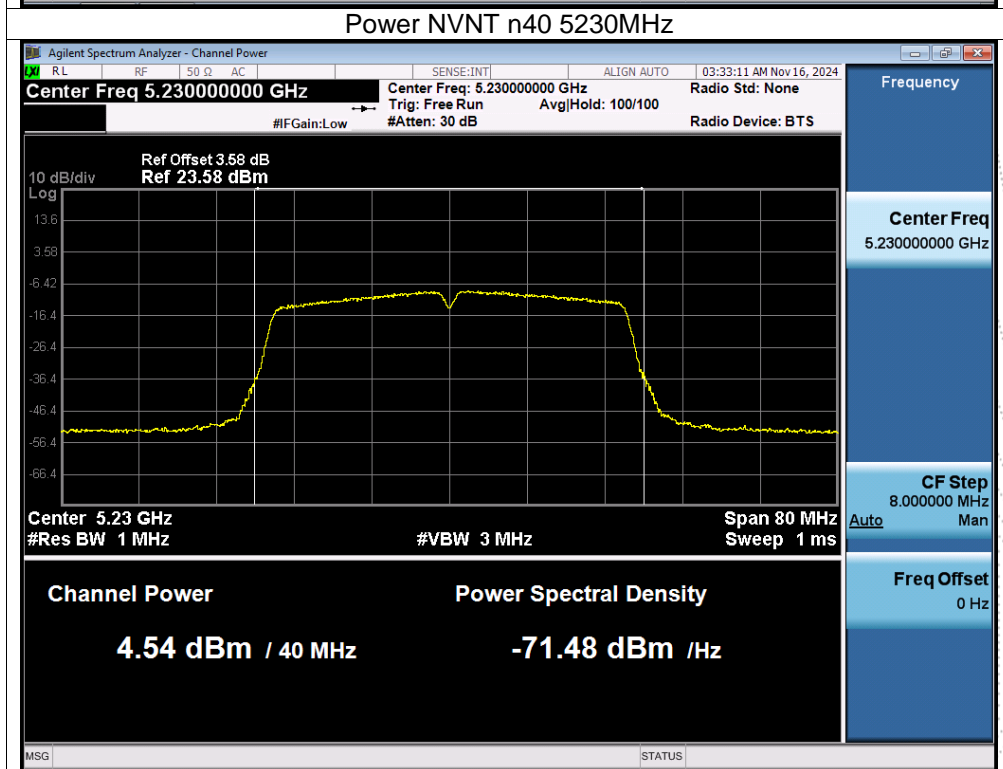 Power NVNT n40 5230MHz
Agilent Spectrum Analyzer - Channel Power
LXI RL RF 50 Ω AC SENSE:INT ALIGN AUTO 03:33:11 AM Nov 16, 2024
Center Freq 5.230000000 GHz
Center Freq: 5.230000000 GHz
Radio Std: None
Trig: Free Run Avg|Hold: 100/100
#IFGain:Low
#Atten: 30 dB
Radio Device: BTS
Frequency
Ref Offset 3.58 dB
10 dB/div Ref 23.58 dBm
Log
13.6
3.58
-6.42
-16.4
-26.4
-36.4
-46.4
-56.4
-66.4
Center 5.23 GHz Span 80 MHz
#Res BW 1 MHz #VBW 3 MHz Sweep 1 ms
Center Freq
5.230000000 GHz
CF Step
8.000000 MHz
Auto Man
Freq Offset
0 Hz
Channel Power Power Spectral Density
4.54 dBm / 40 MHz -71.48 dBm /Hz
MSG STATUS